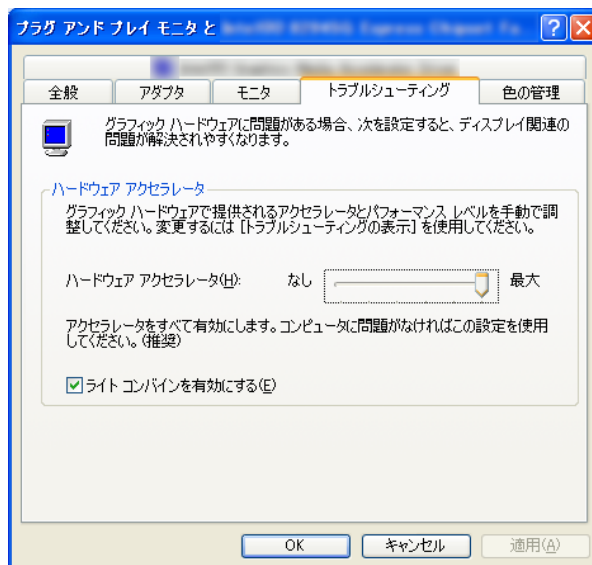 プラグ アンド プレイ モニタ と
全般
アダプタ
モニタ
トラブルシューティング
色の管理
グラフィック ハードウェアに問題がある場合、次を設定すると、ディスプレイ関連の
問題が解決されやすくなります。
ハードウェア アクセラレータ
グラフィック ハードウェアで提供されるアクセラレータとパフォーマンス レベルを手動で調
整してください。変更するには [トラブルシューティングの表示] を使用してください。
ハードウェア アクセラレータ(H):
なし
最大
アクセラレータをすべて有効にします。コンピュータに問題がなければこの設定を使用
してください。(推奨)
ライト コンバインを有効にする(E)
OK
キャンセル
適用(A)